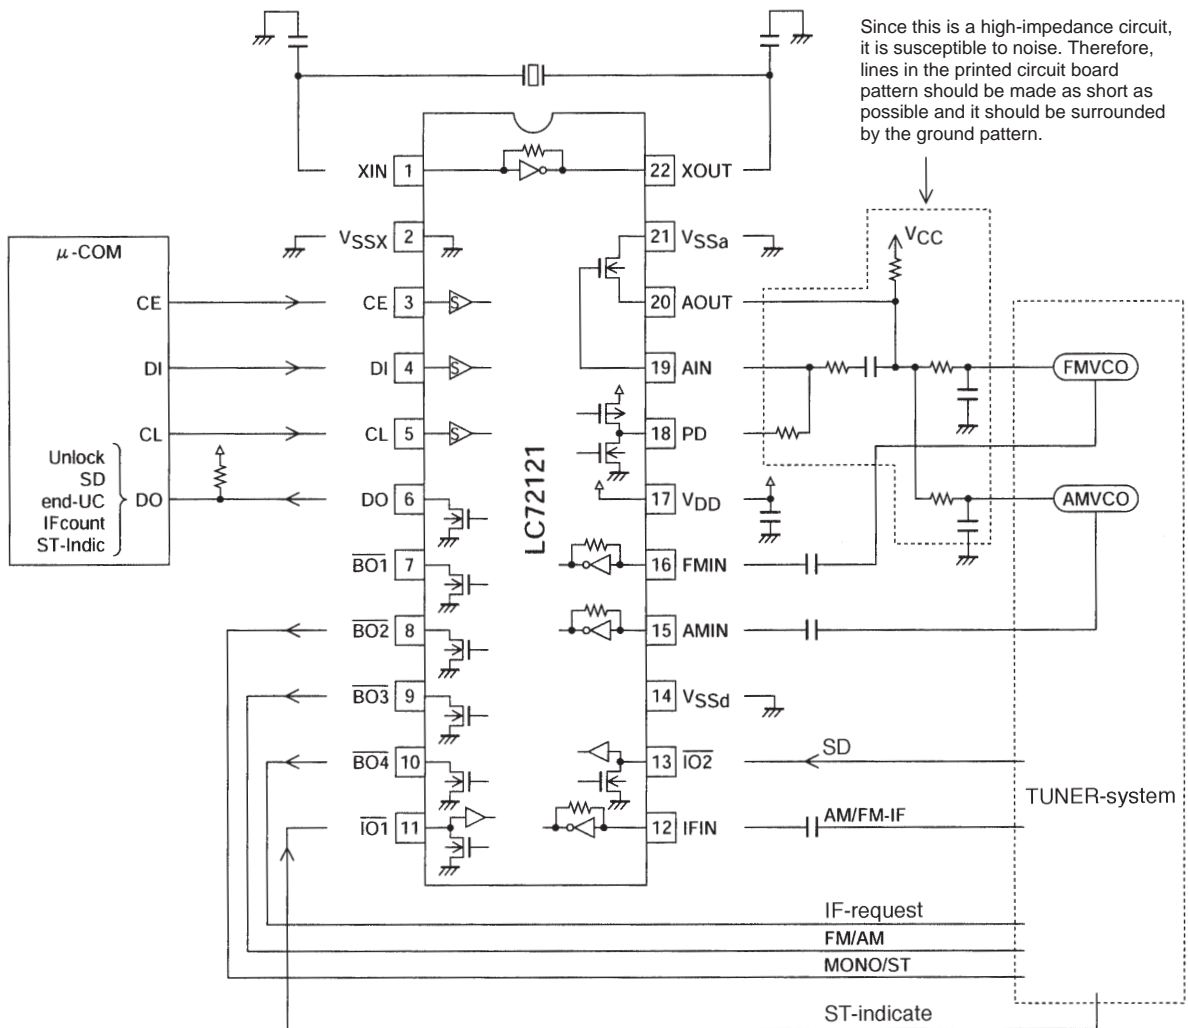 Since this is a high-impedance circuit,
it is susceptible to noise. Therefore,
lines in the printed circuit board
pattern should be made as short as
possible and it should be surrounded
by the ground pattern.
XIN 1
22 XOUT
VSSX 2
21 VSSa
VCC
μ-COM
CE
CE 3
S
20 AOUT
DI
DI 4
S
19 AIN
FMVCO
CL
CL 5
S
18 PD
Unlock
SD
end-UC
IFcount
ST-Indic
DO
DO 6
LC72121
17 VDD
AMVCO
BO1 7
16 FMIN
BO2 8
15 AMIN
BO3 9
14 VSSd
BO4 10
13 IO2
SD
TUNER-system
IO1 11
12 IFIN
AM/FM-IF
IF-request
FM/AM
MONO/ST
ST-indicate